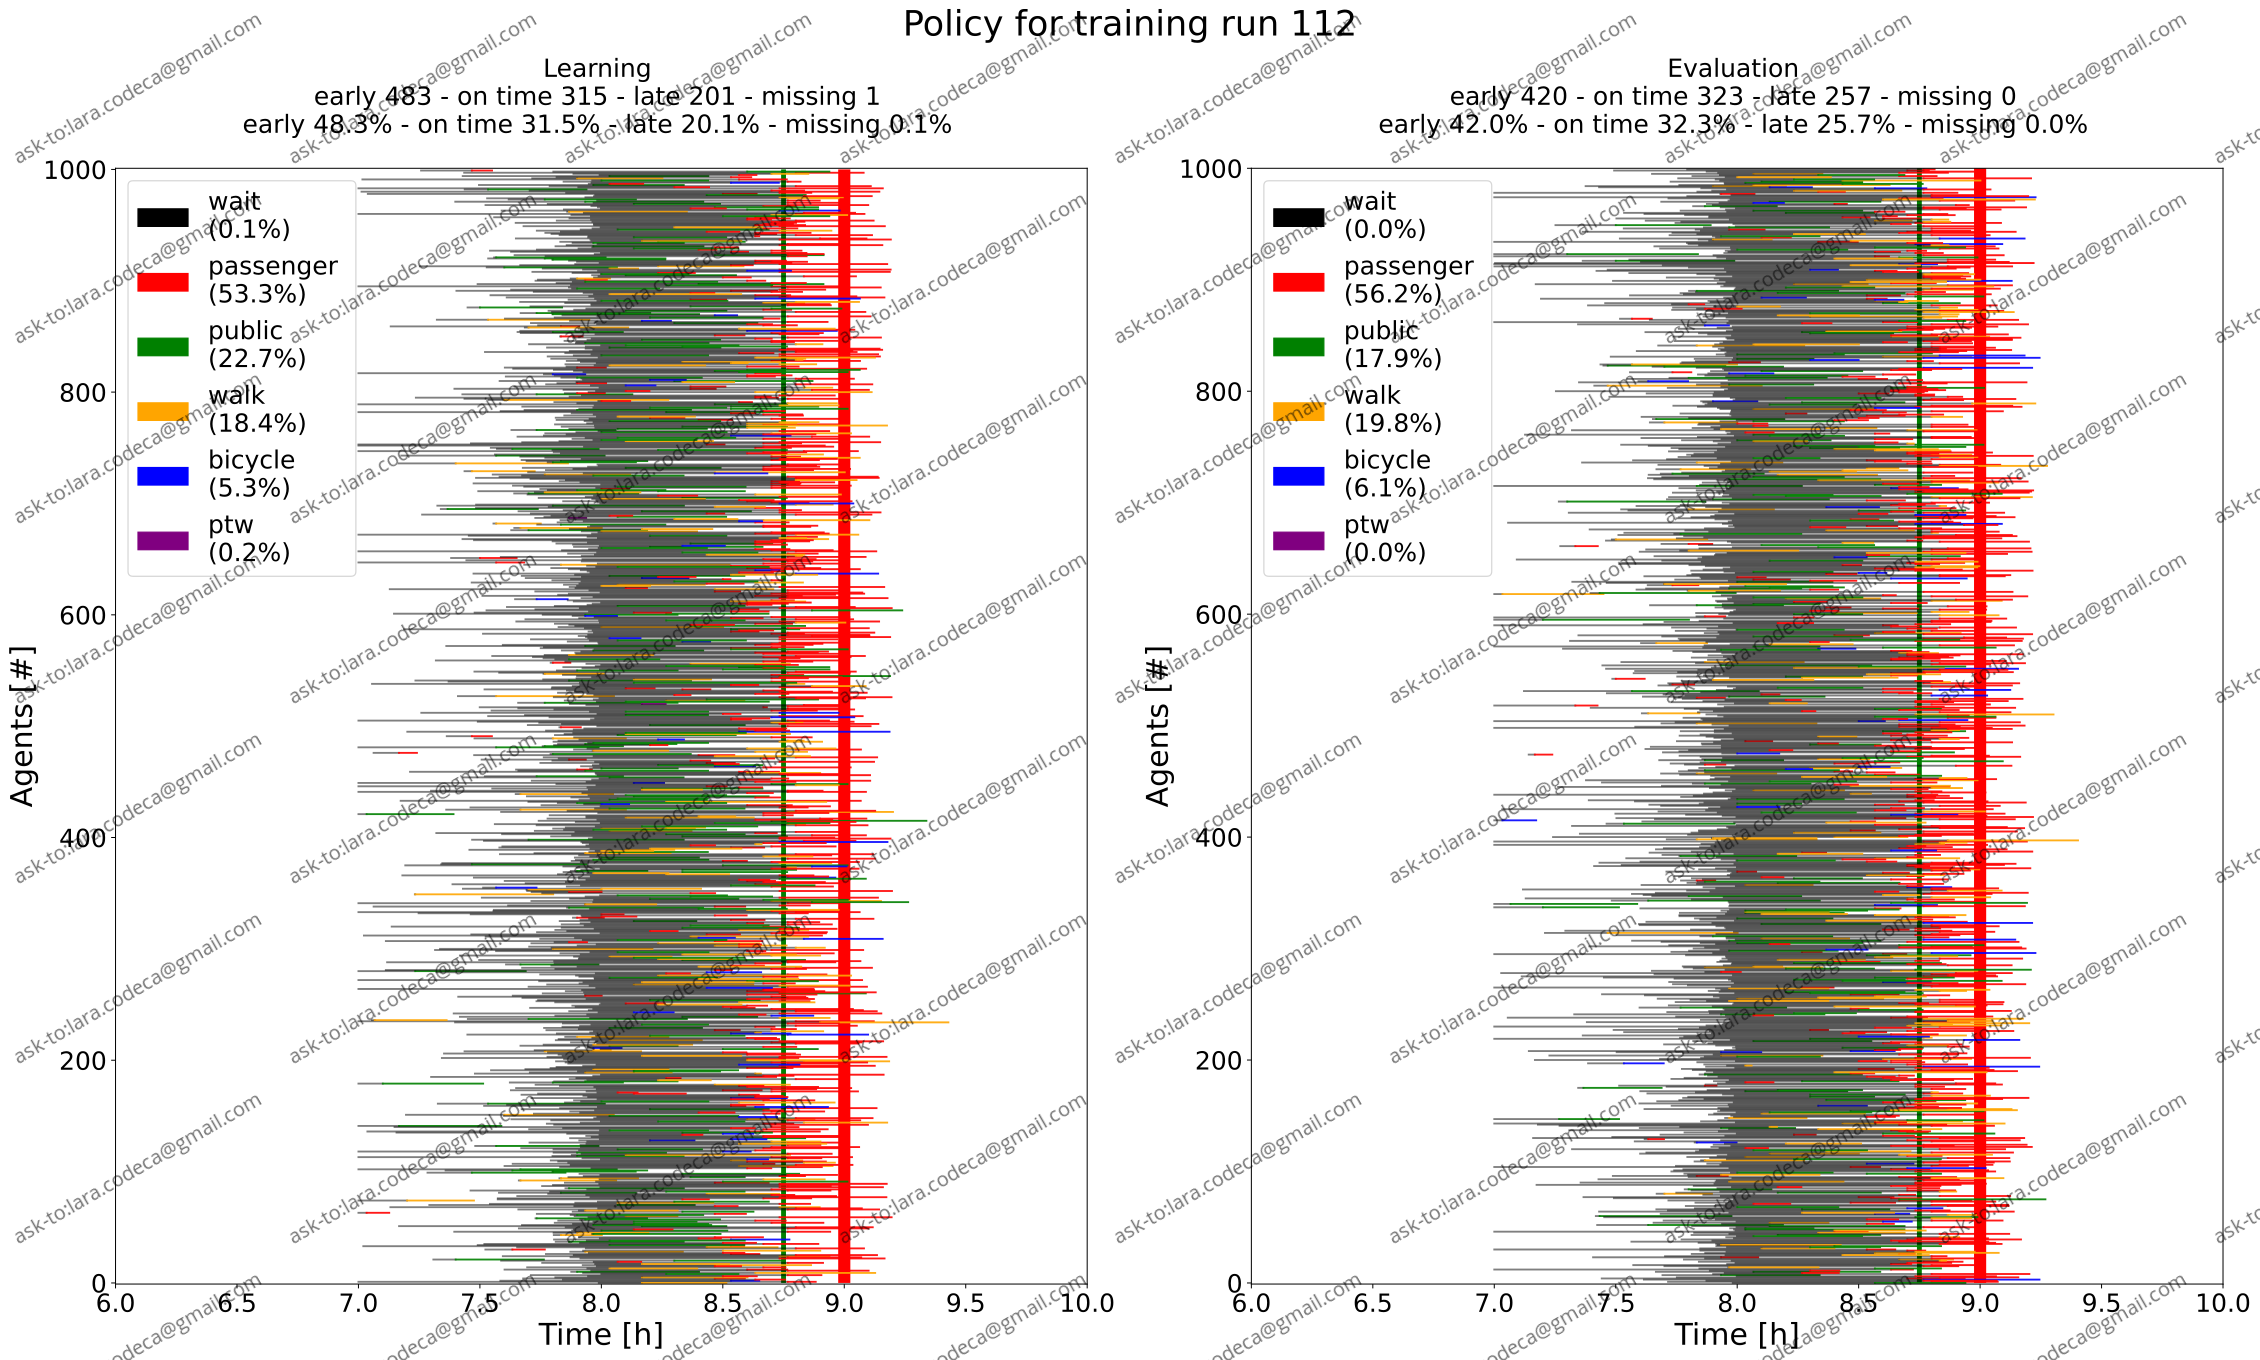 Policy for training run 112
Learning
early 483 - on time 315 - late 201 - missing 1
early 48.3% - on time 31.5% - late 20.1% - missing 0.1%
1000
800
600
400
200
0
Agents [#]
wait
(0.1%)
passenger
(53.3%)
public
(22.7%)
walk
(18.4%)
bicycle
(5.3%)
ptw
(0.2%)
6.0 6.5 7.0 7.5 8.0 8.5 9.0 9.5 10.0
Time [h]
Evaluation
early 420 - on time 323 - late 257 - missing 0
early 42.0% - on time 32.3% - late 25.7% - missing 0.0%
1000
800
600
400
200
0
Agents [#]
wait
(0.0%)
passenger
(56.2%)
public
(17.9%)
walk
(19.8%)
bicycle
(6.1%)
ptw
(0.0%)
6.0 6.5 7.0 7.5 8.0 8.5 9.0 9.5 10.0
Time [h]
ask-to:lara.codeca@gmail.com